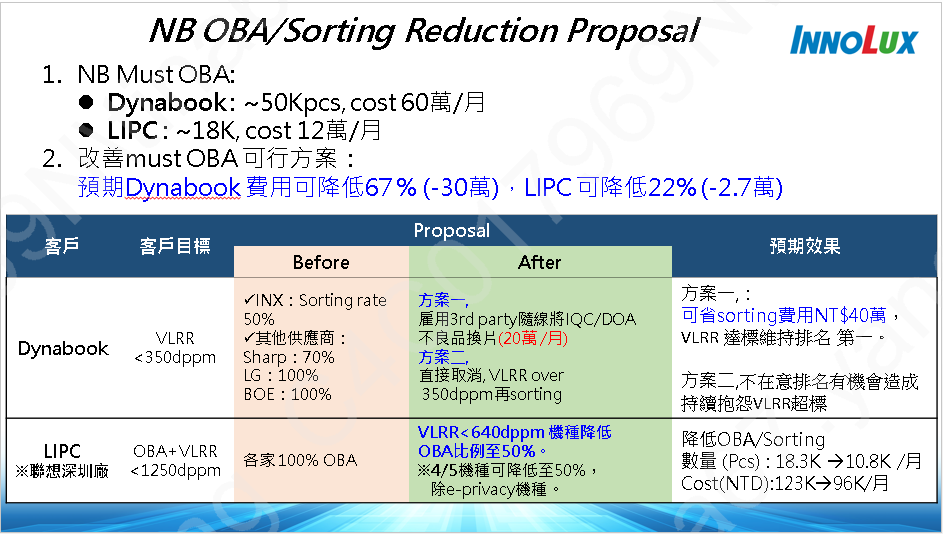 NB OBA/Sorting Reduction Proposal
INNOLUX
1. NB Must OBA:
● Dynabook : ~50Kpcs, cost 60萬/月
● LIPC : ~18K, cost 12萬/月
2. 改善must OBA 可行方案：
預期Dynabook 費用可降低67% (-30萬)，LIPC 可降低22% (-2.7萬)
客戶
客戶目標
Proposal
預期效果
Before
After
Dynabook
VLRR
<350dppm
✓INX：Sorting rate
50%
✓其他供應商：
Sharp：70%
LG：100%
BOE：100%
方案一,
雇用3rd party隨線將IQC/DOA
不良品換片(20萬/月)
方案二,
直接取消, VLRR over
350dppm再sorting
方案一,：
可省sorting費用NT$40萬，
VLRR 達標維持排名 第一。
方案二,不在意排名有機會造成
持續抱怨VLRR超標
LIPC
※聯想深圳廠
OBA+VLRR
<1250dppm
各家100% OBA
VLRR<640dppm 機種降低
OBA比例至50%。
※4/5機種可降低至50%，
除e-privacy機種。
降低OBA/Sorting
數量 (Pcs) : 18.3K →10.8K /月
Cost(NTD):123K→96K/月